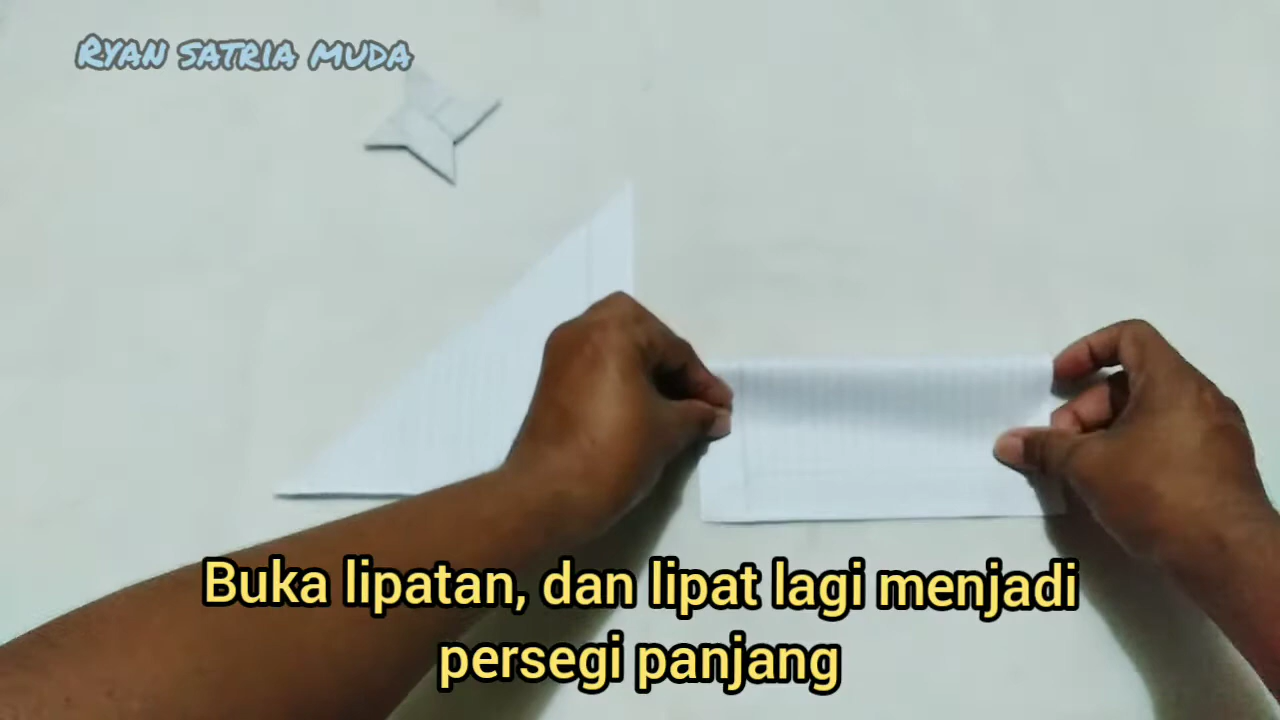 Ryan satria muda
Buka lipatan, dan lipat lagi menjadi
persegi panjang